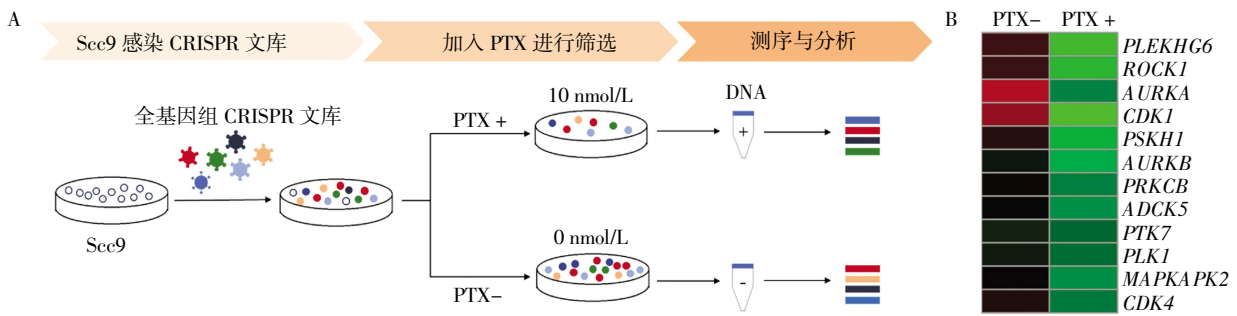 A
Scc9 感染 CRISPR 文库
加入 PTX 进行筛选
测序与分析
全基因组 CRISPR 文库
Scc9
PTX +
10 nmol/L
DNA
+
PTX−
0 nmol/L
-
B
PTX− PTX +
PLEKHG6
ROCK1
AURKA
CDK1
PSKH1
AURKB
PRKCB
ADCK5
PTK7
PLK1
MAPKAPK2
CDK4